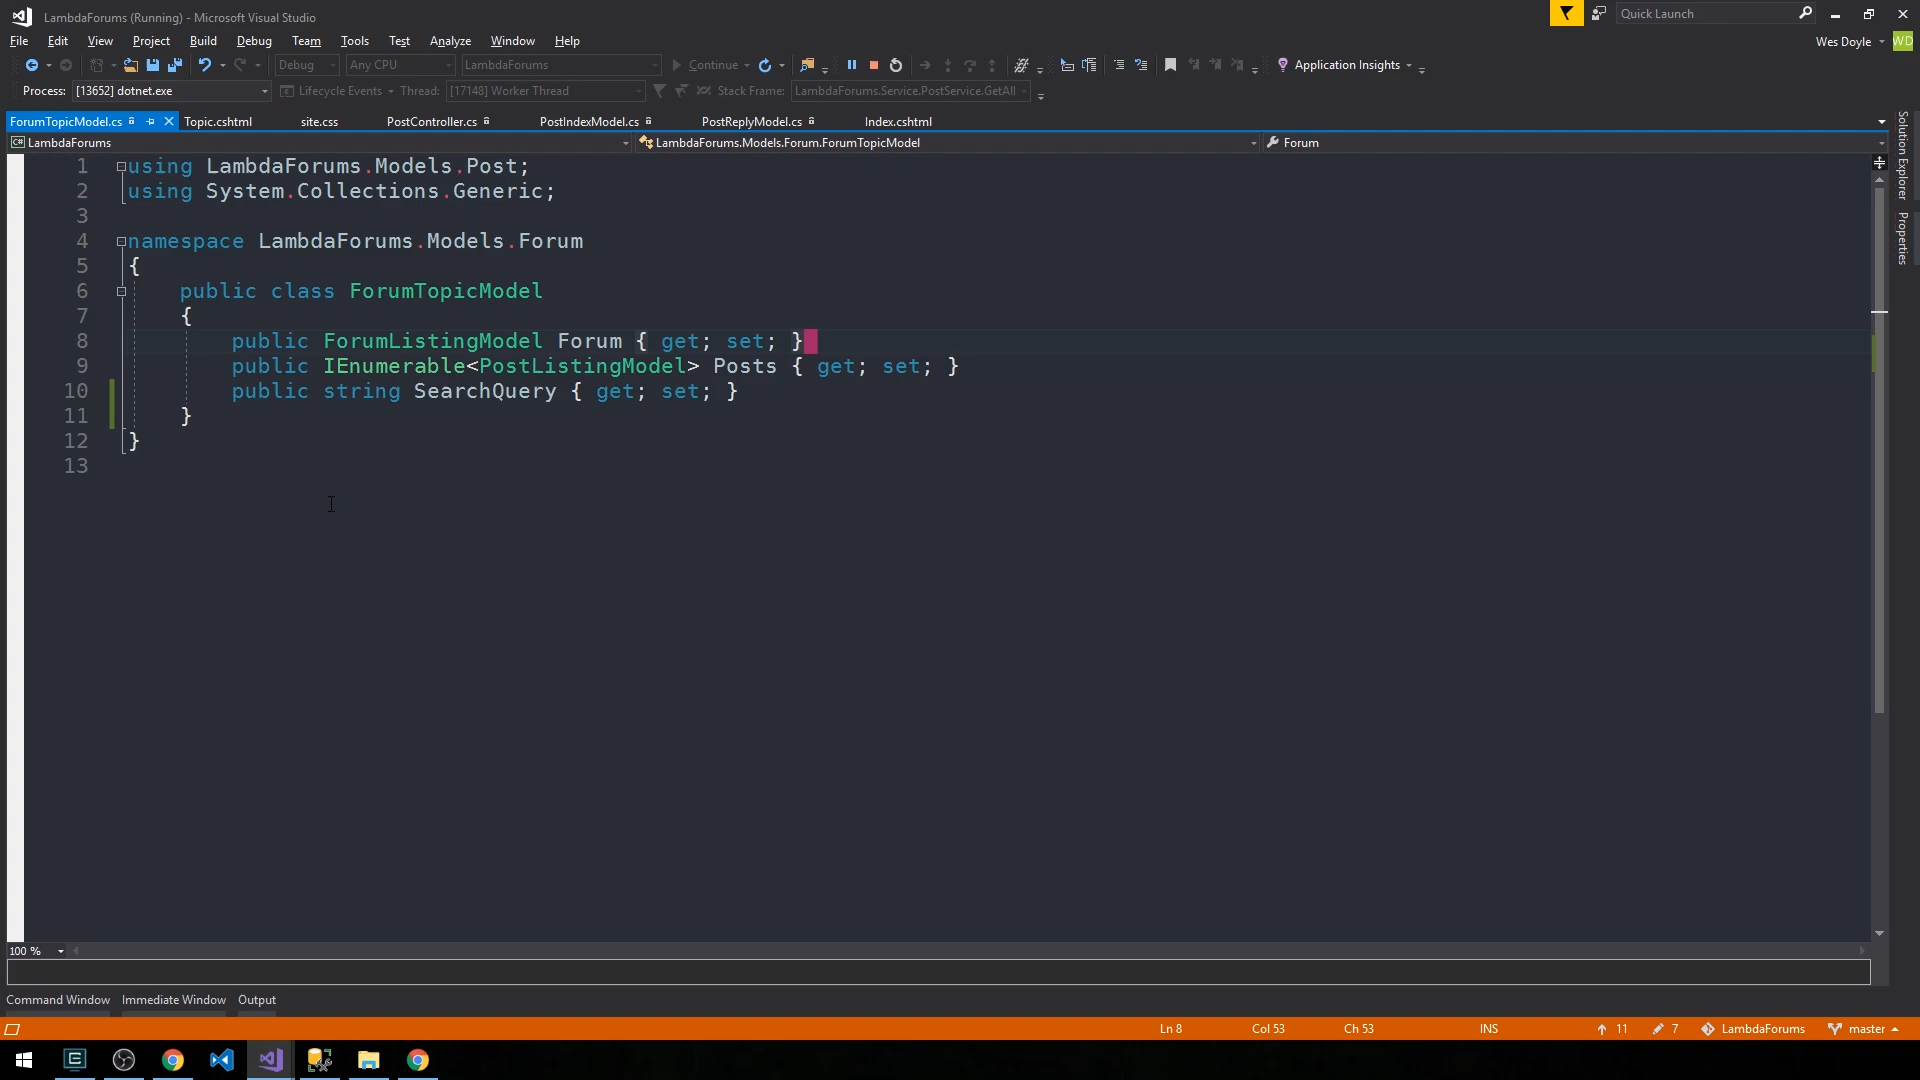 LambdaForums (Running) - Microsoft Visual Studio
Quick Launch
File Edit View Project Build Debug Team Tools Test Analyze Window Help
Wes Doyle WD
Debug Any CPU LambdaForums Continue Application Insights
Process: [13652] dotnet.exe Lifecycle Events Thread: [17148] Worker Thread Stack Frame: LambdaForums.Service.PostService.GetAll
ForumTopicModel.cs Topic.cshtml site.css PostController.cs PostIndexModel.cs PostReplyModel.cs Index.cshtml
C# LambdaForums LambdaForums.Models.Forum.ForumTopicModel Forum
Solution Explorer
Properties
1 using LambdaForums.Models.Post;
2 using System.Collections.Generic;
3
4 namespace LambdaForums.Models.Forum
5 {
6 public class ForumTopicModel
7 {
8 public ForumListingModel Forum { get; set; }
9 public IEnumerable<PostListingModel> Posts { get; set; }
10 public string SearchQuery { get; set; }
11 }
12 }
13
100 %
Command Window Immediate Window Output
Ln 8 Col 53 Ch 53 INS 11 7 LambdaForums master